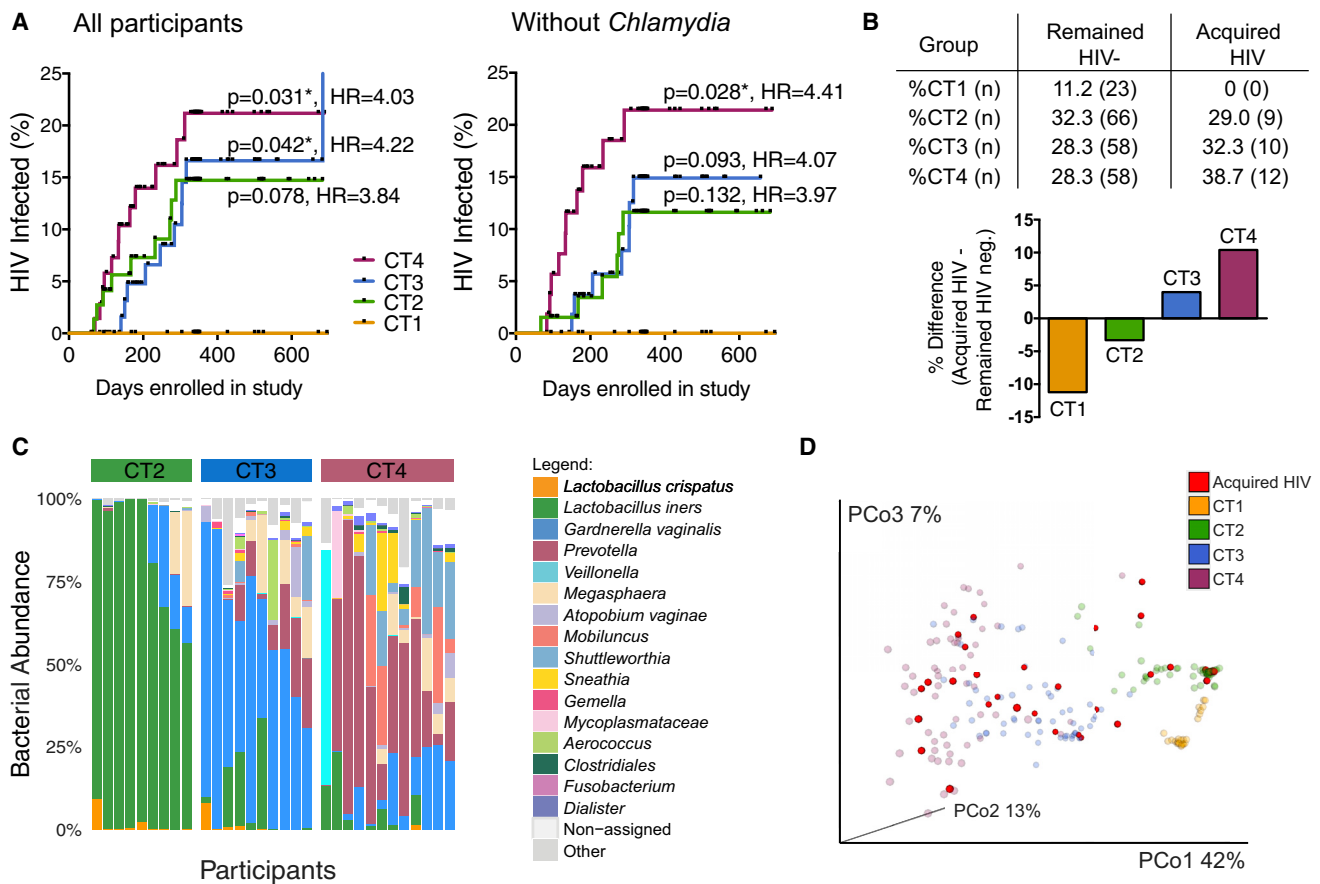 A
All participants
HIV Infected (%)
25
20
15
10
5
0
0
200
400
600
Days enrolled in study
p=0.031*, HR=4.03
p=0.042*, HR=4.22
p=0.078, HR=3.84
CT4
CT3
CT2
CT1
Without Chlamydia
HIV Infected (%)
25
20
15
10
5
0
0
200
400
600
Days enrolled in study
p=0.028*, HR=4.41
p=0.093, HR=4.07
p=0.132, HR=3.97
B
Group
Remained
HIV-
Acquired
HIV
%CT1 (n) 11.2 (23) 0 (0)
%CT2 (n) 32.3 (66) 29.0 (9)
%CT3 (n) 28.3 (58) 32.3 (10)
%CT4 (n) 28.3 (58) 38.7 (12)
% Difference
(Acquired HIV -
Remained HIV neg.)
15
10
5
0
-5
-10
-15
CT1
CT2
CT3
CT4
C
CT2
CT3
CT4
Bacterial Abundance
100%
75%
50%
25%
0%
Participants
Legend:
Lactobacillus crispatus
Lactobacillus iners
Gardnerella vaginalis
Prevotella
Veillonella
Megasphaera
Atopobium vaginae
Mobiluncus
Shuttleworthia
Sneathia
Gemella
Mycoplasmataceae
Aerococcus
Clostridiales
Fusobacterium
Dialister
Non−assigned
Other
D
Acquired HIV
CT1
CT2
CT3
CT4
PCo3 7%
PCo2 13%
PCo1 42%